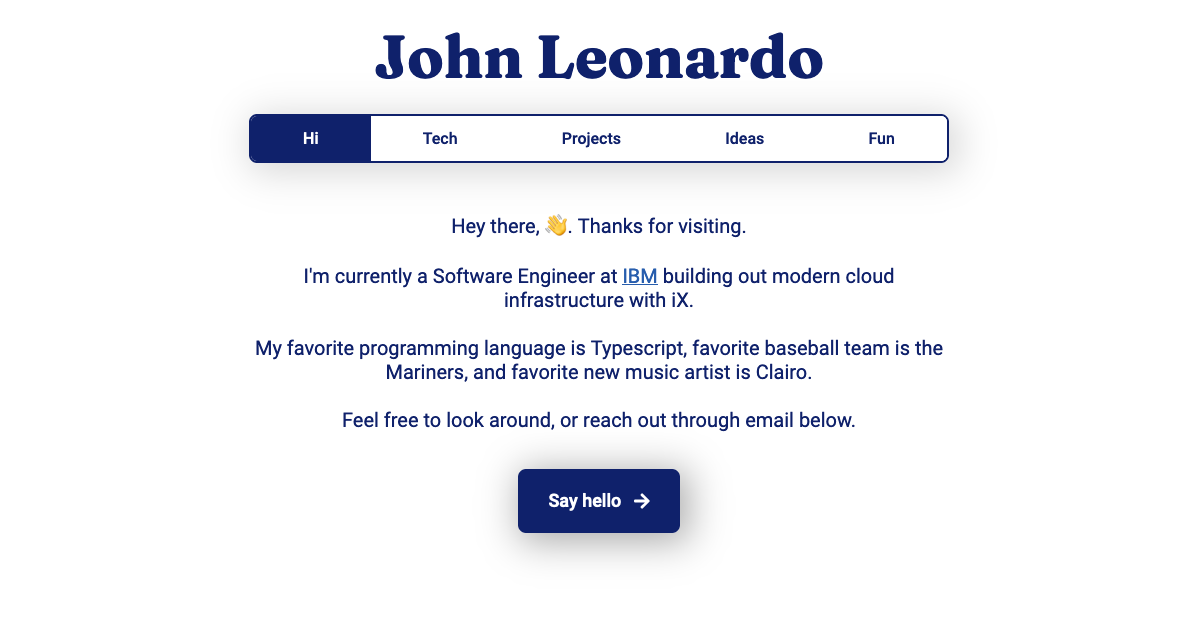 John Leonardo
Hi Tech Projects Ideas Fun
Hey there, 👋. Thanks for visiting.
I'm currently a Software Engineer at IBM building out modern cloud
infrastructure with iX.
My favorite programming language is Typescript, favorite baseball team is the
Mariners, and favorite new music artist is Clairo.
Feel free to look around, or reach out through email below.
Say hello →